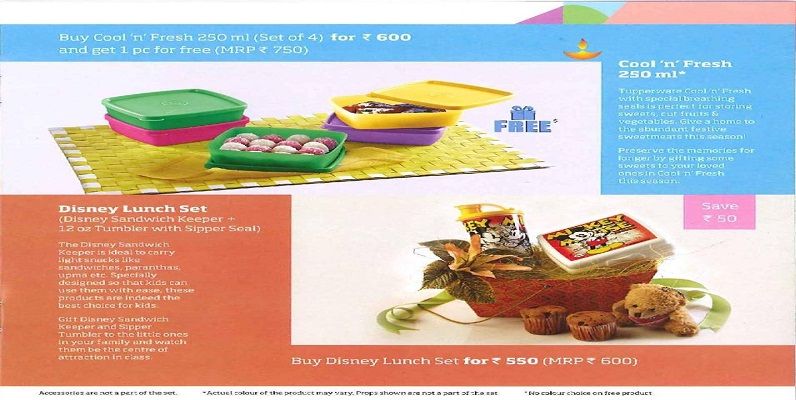 Buy Cool 'n' Fresh 250 ml (Set of 4) for ₹ 600
and get 1 pc for free (MRP ₹ 750)
FREE*
Cool 'n' Fresh
250 ml*
Tupperware Cool 'n' Fresh
with special breathing
seals is perfect for storing
sweets, cut fruits &
vegetables. Give a home to
the abundant festive
sweetmeats this season!
Preserve the memories for
longer by gifting some
sweets to your loved
ones in Cool 'n' Fresh
this season.
Save
₹ 50
Disney Lunch Set
(Disney Sandwich Keeper +
12 oz Tumbler with Sipper Seal)
The Disney Sandwich
Keeper is ideal to carry
light snacks like
sandwiches, paranthas,
upma etc. Specially
designed so that kids can
use them with ease, these
products are indeed the
best choice for kids.
Gift Disney Sandwich
Keeper and Sipper
Tumbler to the little ones
in your family and watch
them be the centre of
attraction in class.
MICKEY
MOUSE
Buy Disney Lunch Set for ₹ 550 (MRP ₹ 600)
Accessories are not a part of the set. *Actual colour of the product may vary. Props shown are not a part of the set *No colour choice on free product